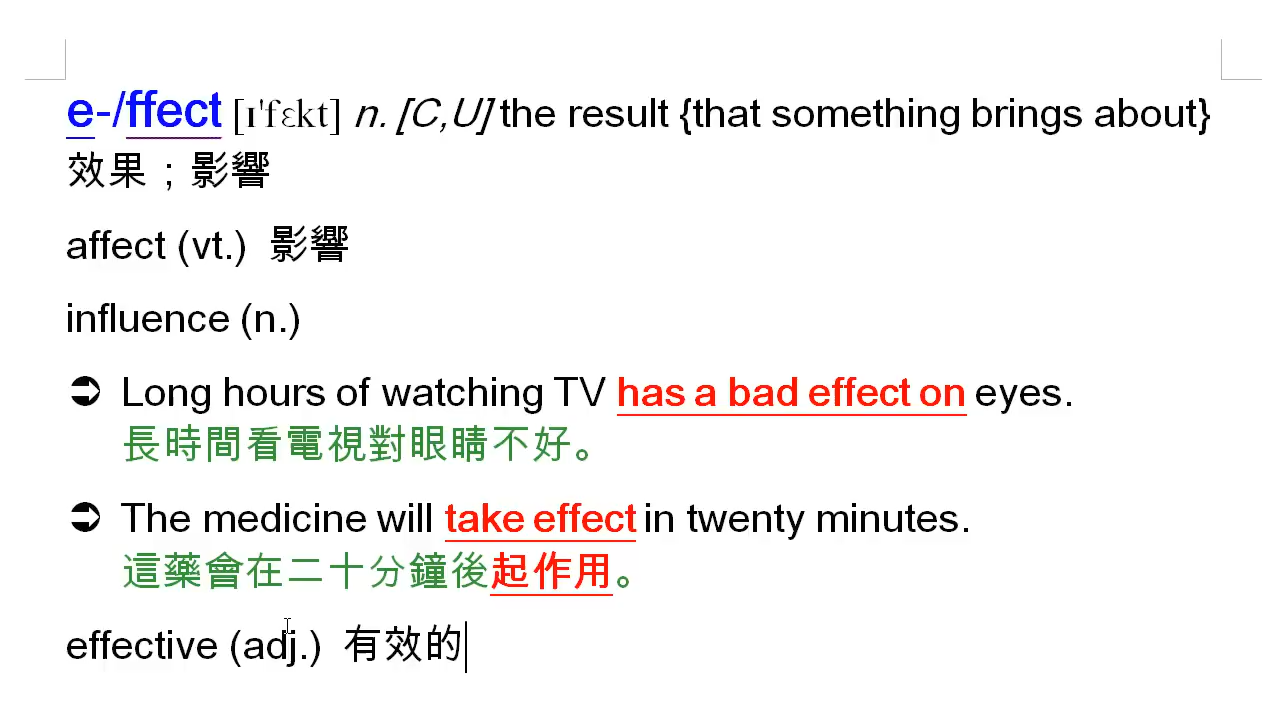 e-/ffect [ɪˈfɛkt] n. [C,U] the result {that something brings about}
效果；影響
affect (vt.) 影響
influence (n.)
➲ Long hours of watching TV has a bad effect on eyes.
長時間看電視對眼睛不好。
➲ The medicine will take effect in twenty minutes.
這藥會在二十分鐘後起作用。
effective (adj.) 有效的